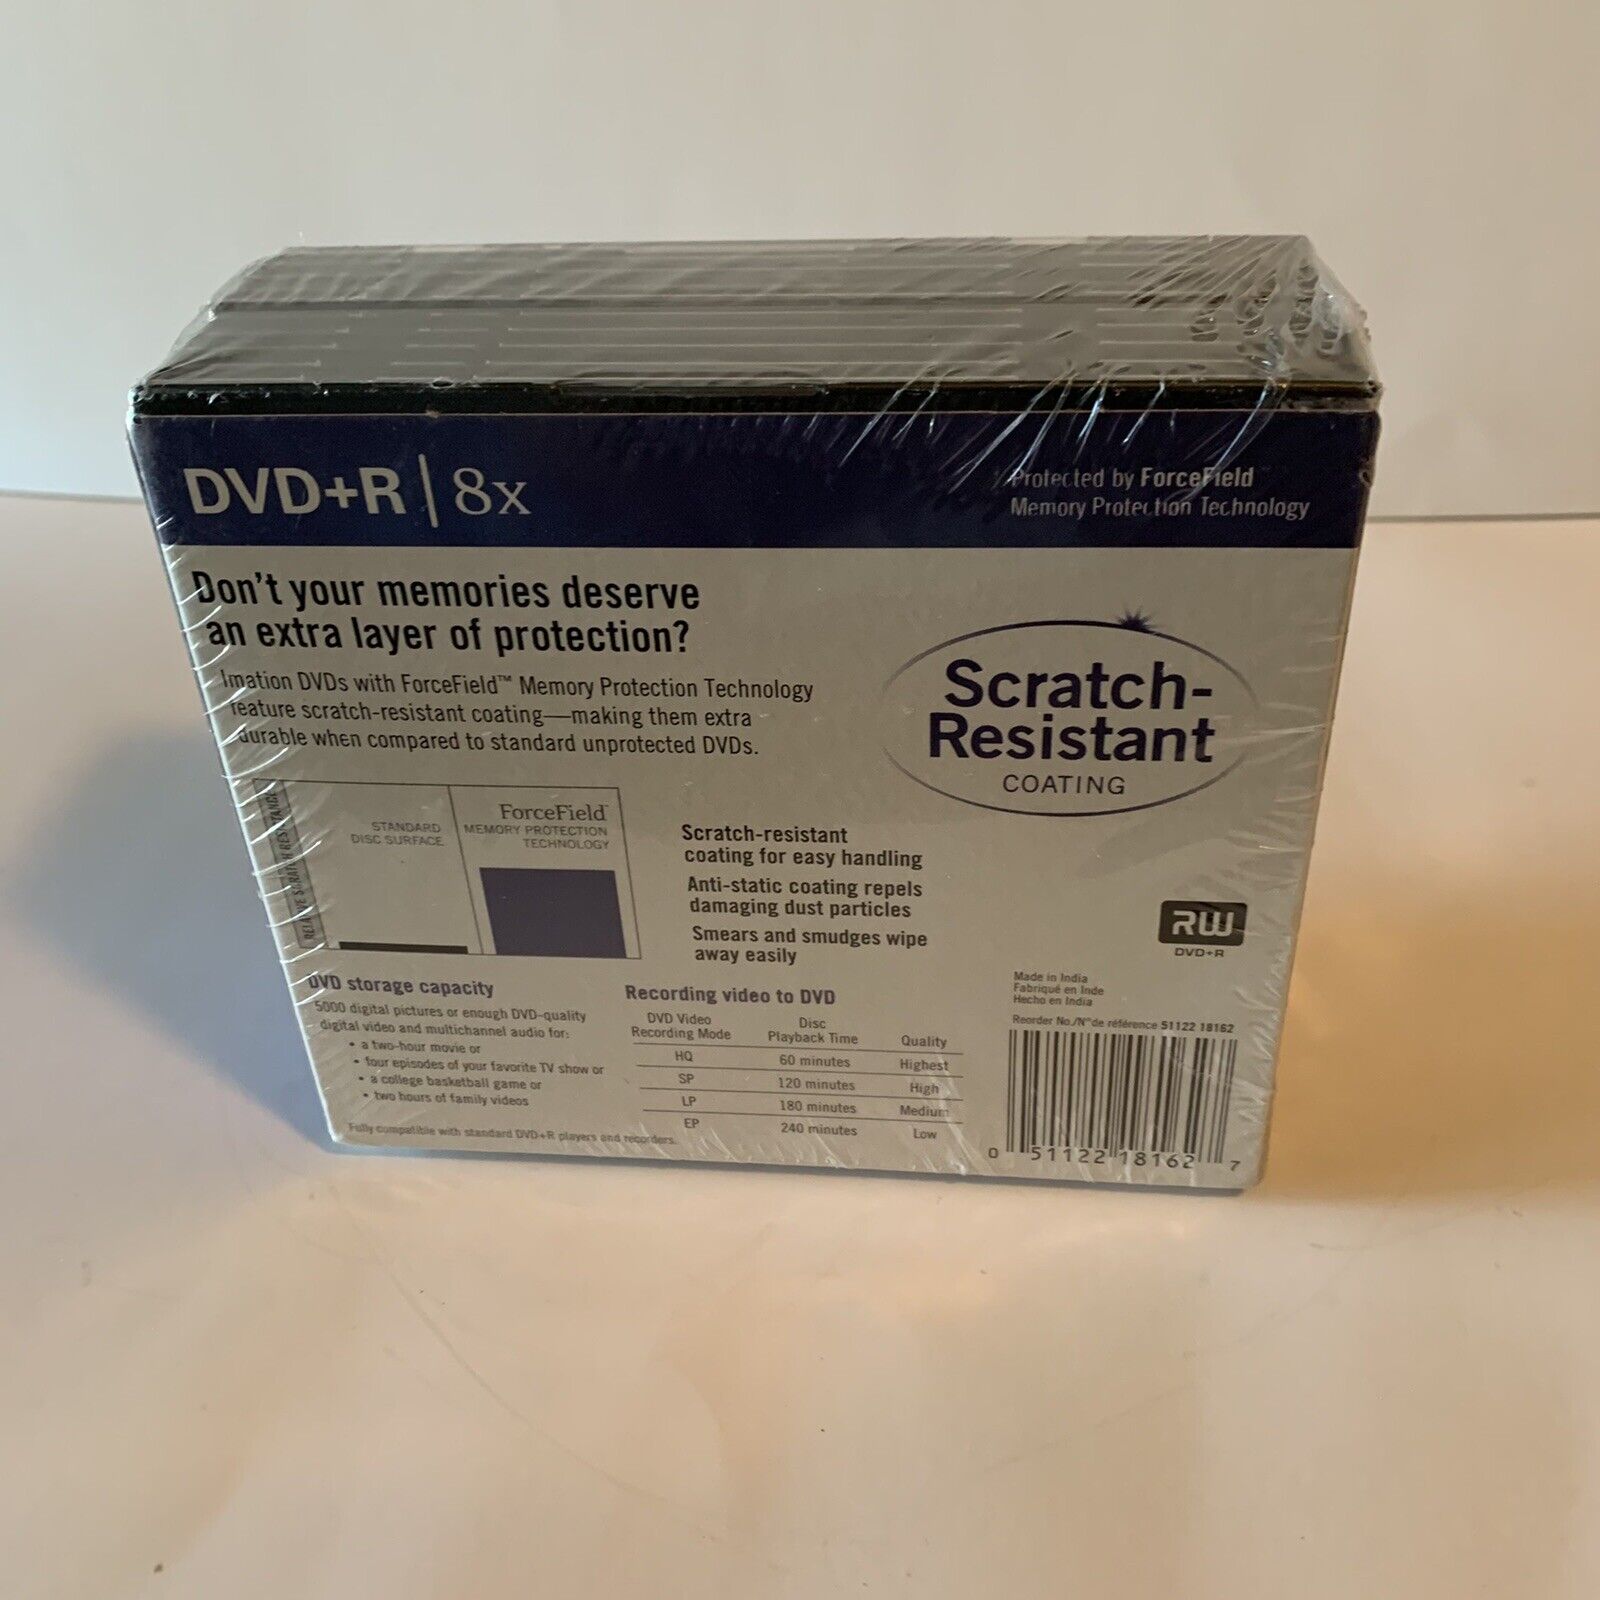 DVD+R | 8x
Protected by ForceField™
Memory Protection Technology
Don't your memories deserve
an extra layer of protection?
Imation DVDs with ForceField™ Memory Protection Technology
feature scratch-resistant coating—making them extra
durable when compared to standard unprotected DVDs.
Scratch-
Resistant™
COATING
RELATIVE SCRATCH RESISTANCE
STANDARD
DISC SURFACE
ForceField™
MEMORY PROTECTION
TECHNOLOGY
Scratch-resistant
coating for easy handling
Anti-static coating repels
damaging dust particles
Smears and smudges wipe
away easily
RW
DVD+R
DVD storage capacity
5000 digital pictures or enough DVD-quality
digital video and multichannel audio for:
• a two-hour movie or
• four episodes of your favorite TV show or
• a college basketball game or
• two hours of family videos
Fully compatible with standard DVD+R players and recorders.
Recording video to DVD
DVD Video Recording Mode Disc Playback Time Quality
HQ 60 minutes Highest
SP 120 minutes High
LP 180 minutes Medium
EP 240 minutes Low
Made in India
Fabriqué en Inde
Hecho en India
Reorder No./N° de référence 51122 18162
0 51122 18162 7